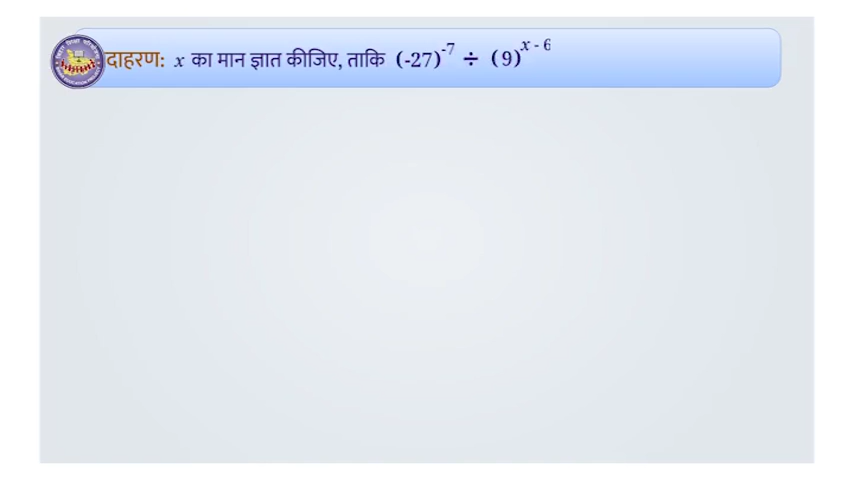 दाहरण: x का मान ज्ञात कीजिए, ताकि (-27)^-7 ÷ (9)^x - 6